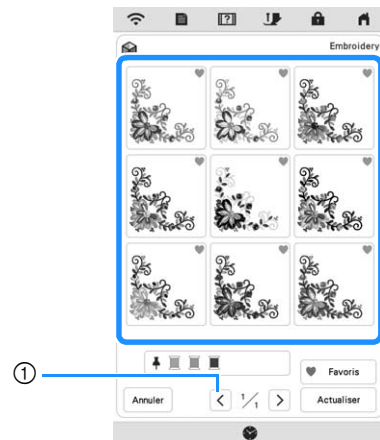 ?
Embroidery
①
Favoris
Annuler
1/1
Actualiser